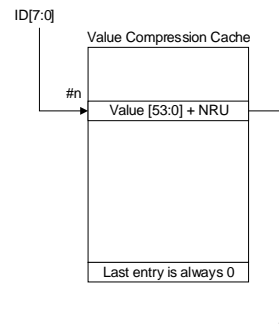 ID[7:0]
Value Compression Cache
#n
Value [53:0] + NRU
Last entry is always 0